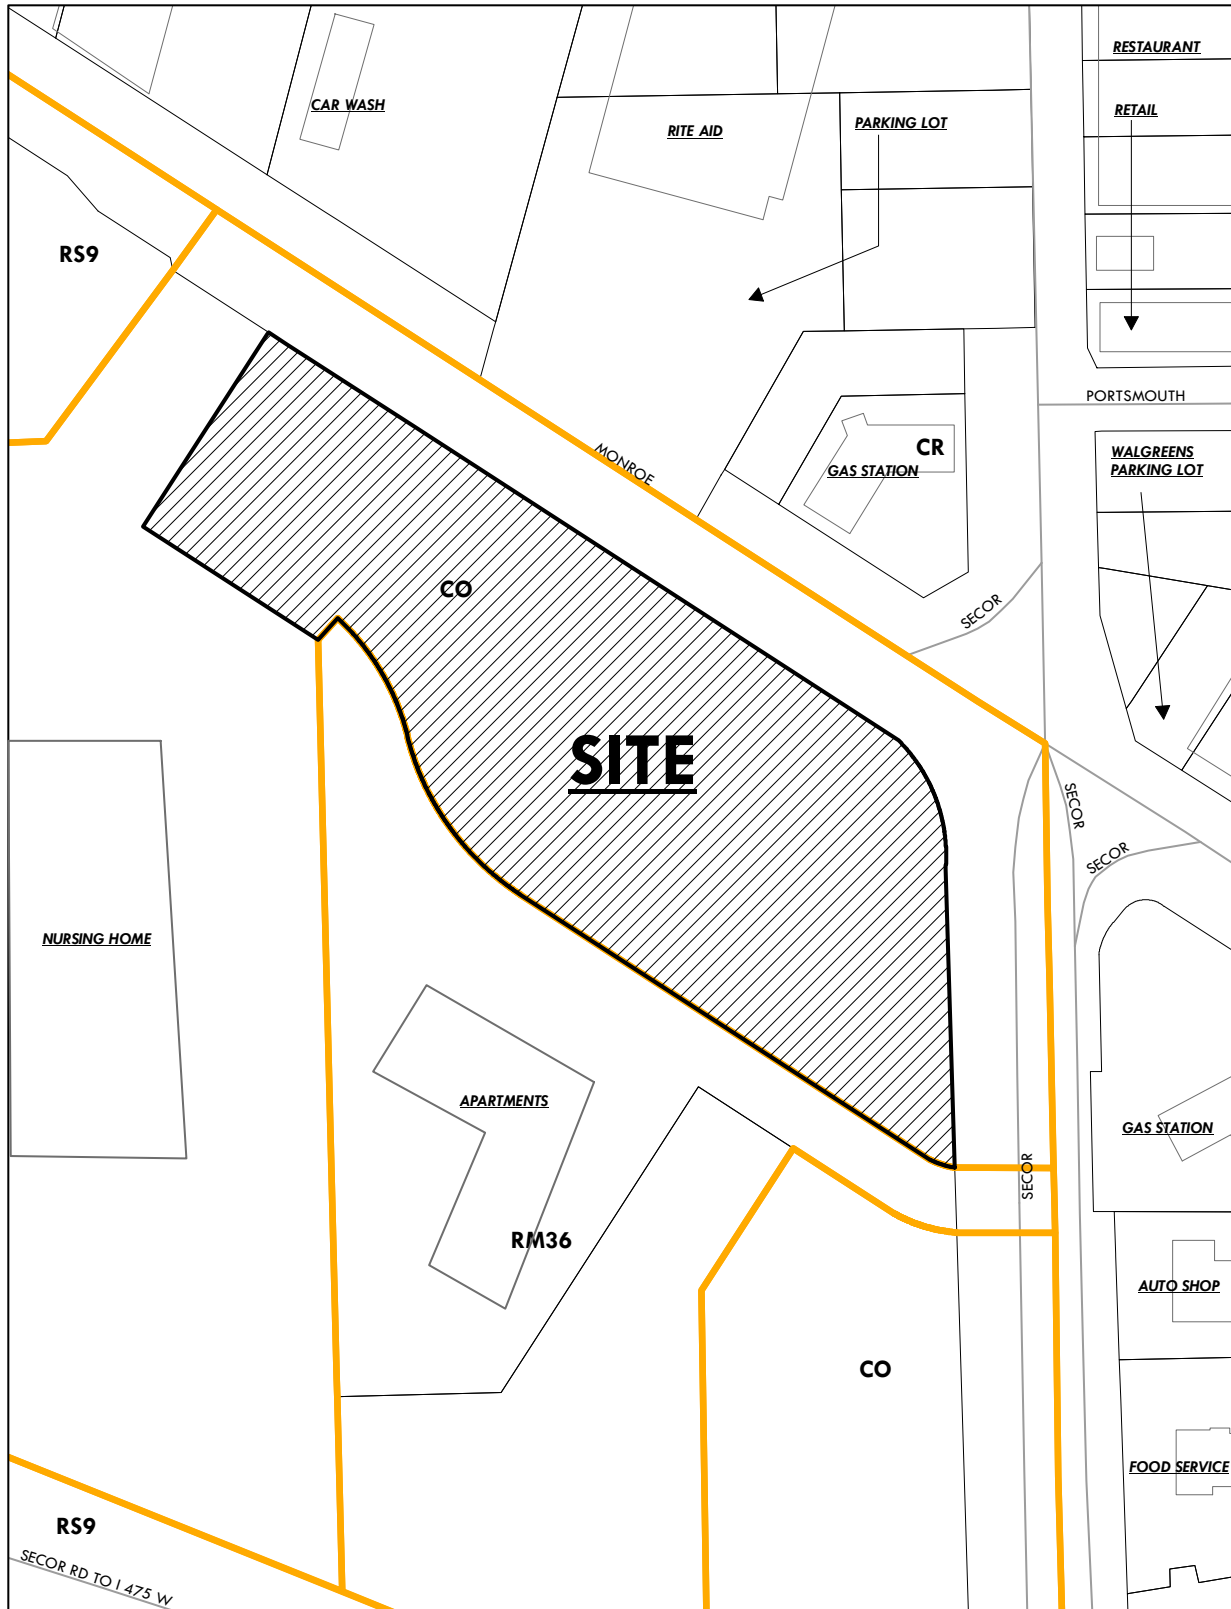 RESTAURANT
CAR WASH
RETAIL
RITE AID
PARKING LOT
RS9
PORTSMOUTH
MONROE
CR
GAS STATION
WALGREENS
PARKING LOT
CO
SECOR
SITE
SECOR
SECOR
NURSING HOME
APARTMENTS
GAS STATION
SECOR
RM36
AUTO SHOP
CO
FOOD SERVICE
RS9
SECOR RD TO I 475 W